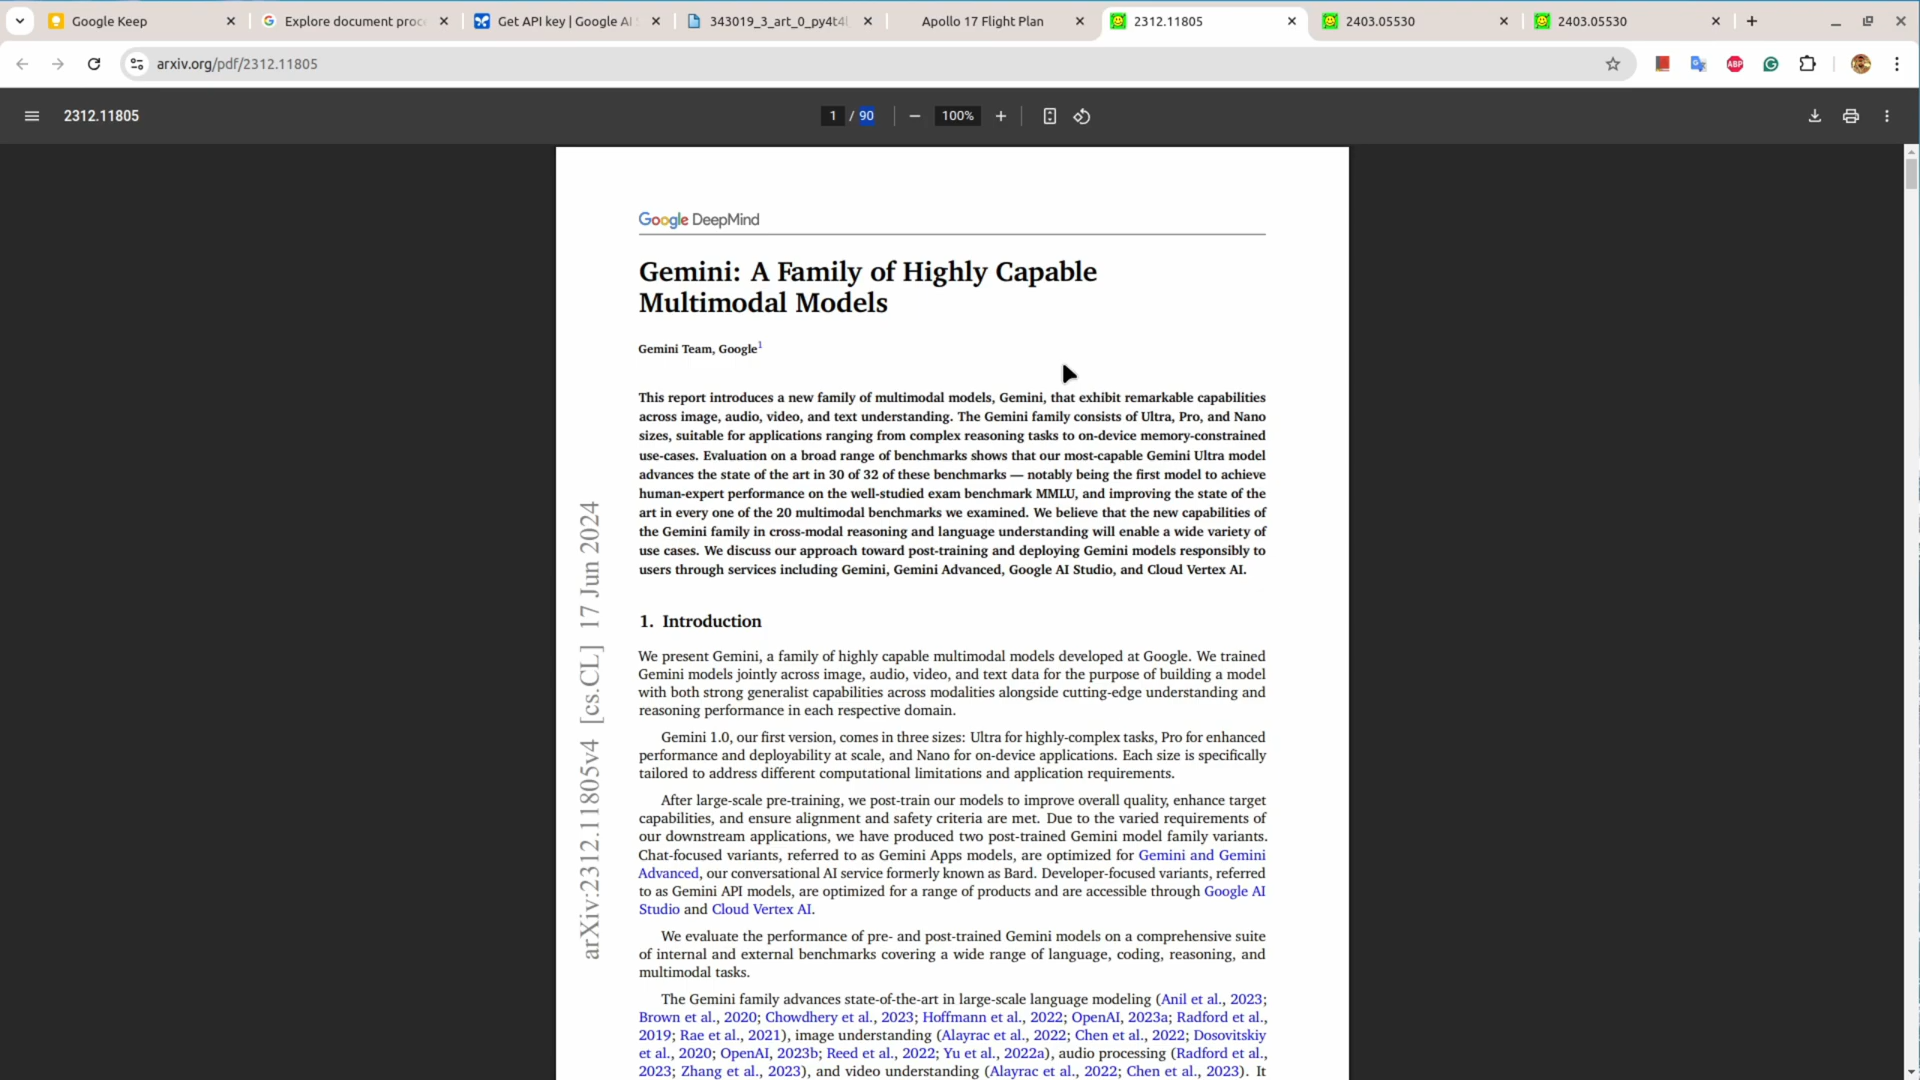 Google Keep
Explore document proc
Get API key | Google AI S
343019_3_art_0_py4t4l
Apollo 17 Flight Plan
2312.11805
2403.05530
2403.05530
arxiv.org/pdf/2312.11805
ABP
2312.11805
1 / 90
100%
Google DeepMind
Gemini: A Family of Highly Capable
Multimodal Models
Gemini Team, Google1
This report introduces a new family of multimodal models, Gemini, that exhibit remarkable capabilities
across image, audio, video, and text understanding. The Gemini family consists of Ultra, Pro, and Nano
sizes, suitable for applications ranging from complex reasoning tasks to on-device memory-constrained
use-cases. Evaluation on a broad range of benchmarks shows that our most-capable Gemini Ultra model
advances the state of the art in 30 of 32 of these benchmarks — notably being the first model to achieve
human-expert performance on the well-studied exam benchmark MMLU, and improving the state of the
art in every one of the 20 multimodal benchmarks we examined. We believe that the new capabilities of
the Gemini family in cross-modal reasoning and language understanding will enable a wide variety of
use cases. We discuss our approach toward post-training and deploying Gemini models responsibly to
users through services including Gemini, Gemini Advanced, Google AI Studio, and Cloud Vertex AI.
arXiv:2312.11805v4 [cs.CL] 17 Jun 2024
1. Introduction
We present Gemini, a family of highly capable multimodal models developed at Google. We trained
Gemini models jointly across image, audio, video, and text data for the purpose of building a model
with both strong generalist capabilities across modalities alongside cutting-edge understanding and
reasoning performance in each respective domain.
Gemini 1.0, our first version, comes in three sizes: Ultra for highly-complex tasks, Pro for enhanced
performance and deployability at scale, and Nano for on-device applications. Each size is specifically
tailored to address different computational limitations and application requirements.
After large-scale pre-training, we post-train our models to improve overall quality, enhance target
capabilities, and ensure alignment and safety criteria are met. Due to the varied requirements of
our downstream applications, we have produced two post-trained Gemini model family variants.
Chat-focused variants, referred to as Gemini Apps models, are optimized for Gemini and Gemini
Advanced, our conversational AI service formerly known as Bard. Developer-focused variants, referred
to as Gemini API models, are optimized for a range of products and are accessible through Google AI
Studio and Cloud Vertex AI.
We evaluate the performance of pre- and post-trained Gemini models on a comprehensive suite
of internal and external benchmarks covering a wide range of language, coding, reasoning, and
multimodal tasks.
The Gemini family advances state-of-the-art in large-scale language modeling (Anil et al., 2023;
Brown et al., 2020; Chowdhery et al., 2023; Hoffmann et al., 2022; OpenAI, 2023a; Radford et al.,
2019; Rae et al., 2021), image understanding (Alayrac et al., 2022; Chen et al., 2022; Dosovitskiy
et al., 2020; OpenAI, 2023b; Reed et al., 2022; Yu et al., 2022a), audio processing (Radford et al.,
2023; Zhang et al., 2023), and video understanding (Alayrac et al., 2022; Chen et al., 2023). It